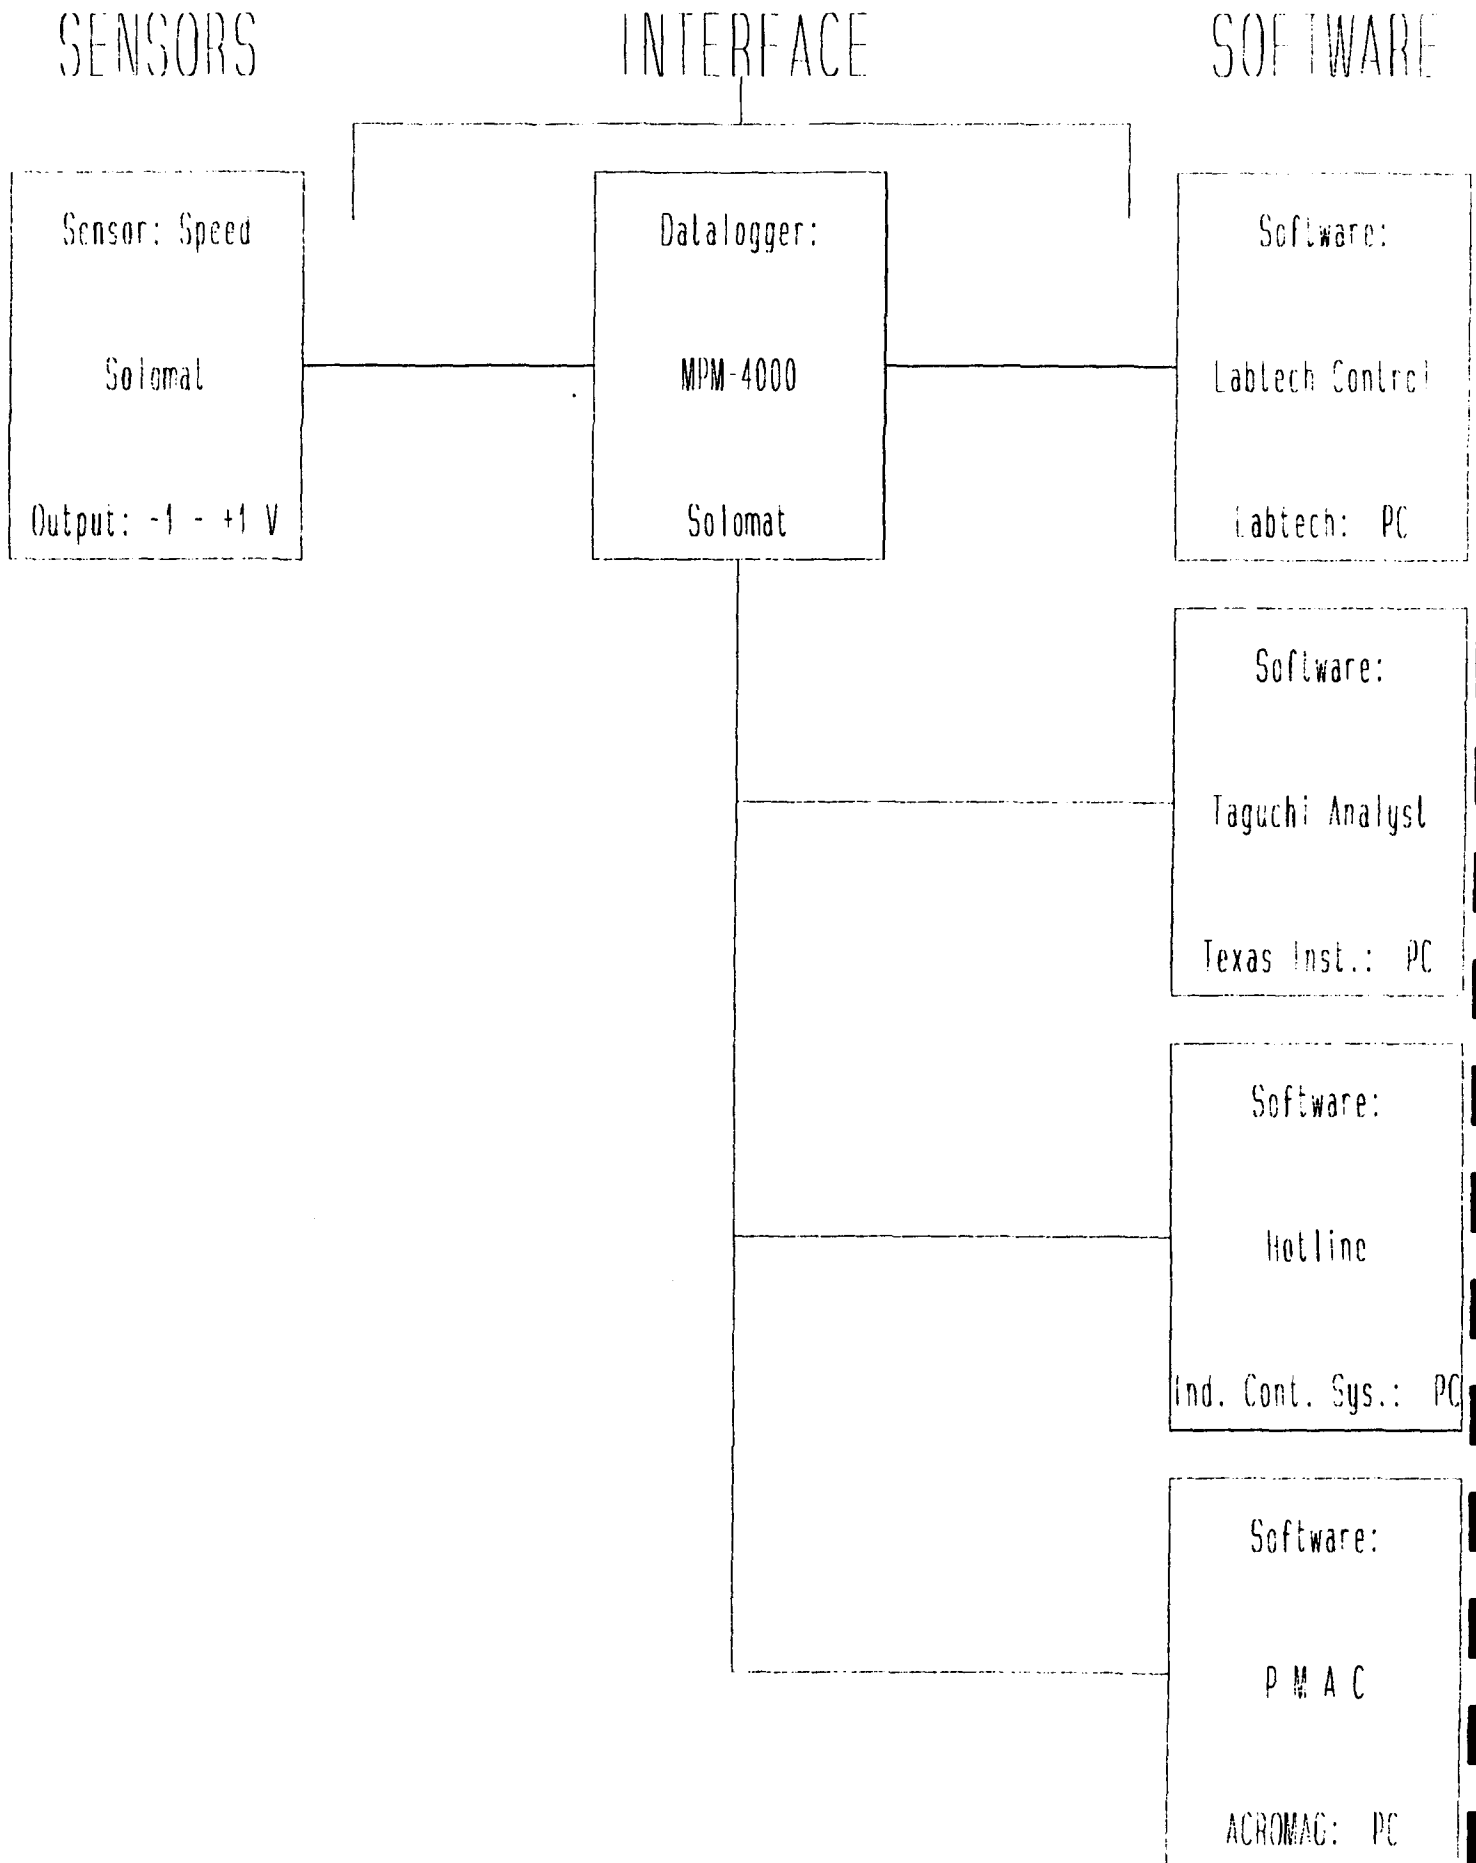 SENSORS INTERFACE SOFTWARE
Sensor: Speed
Solomat
Output: -1 - +1 V
Datalogger:
MPM-4000
Solomat
Software:
Labtech Control
Labtech: PC
Software:
Taguchi Analyst
Texas Inst.: PC
Software:
Hotline
Ind. Cont. Sys.: PC
Software:
P M A C
ACROMAG: PC